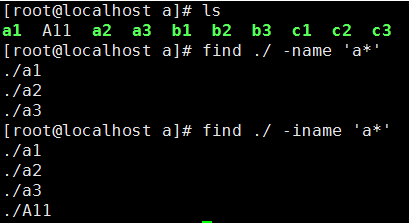 [root@localhost a]# ls
a1  A11  a2  a3  b1  b2  b3  c1  c2  c3
[root@localhost a]# find ./ -name 'a*'
./a1
./a2
./a3
[root@localhost a]# find ./ -iname 'a*'
./a1
./a2
./a3
./A11